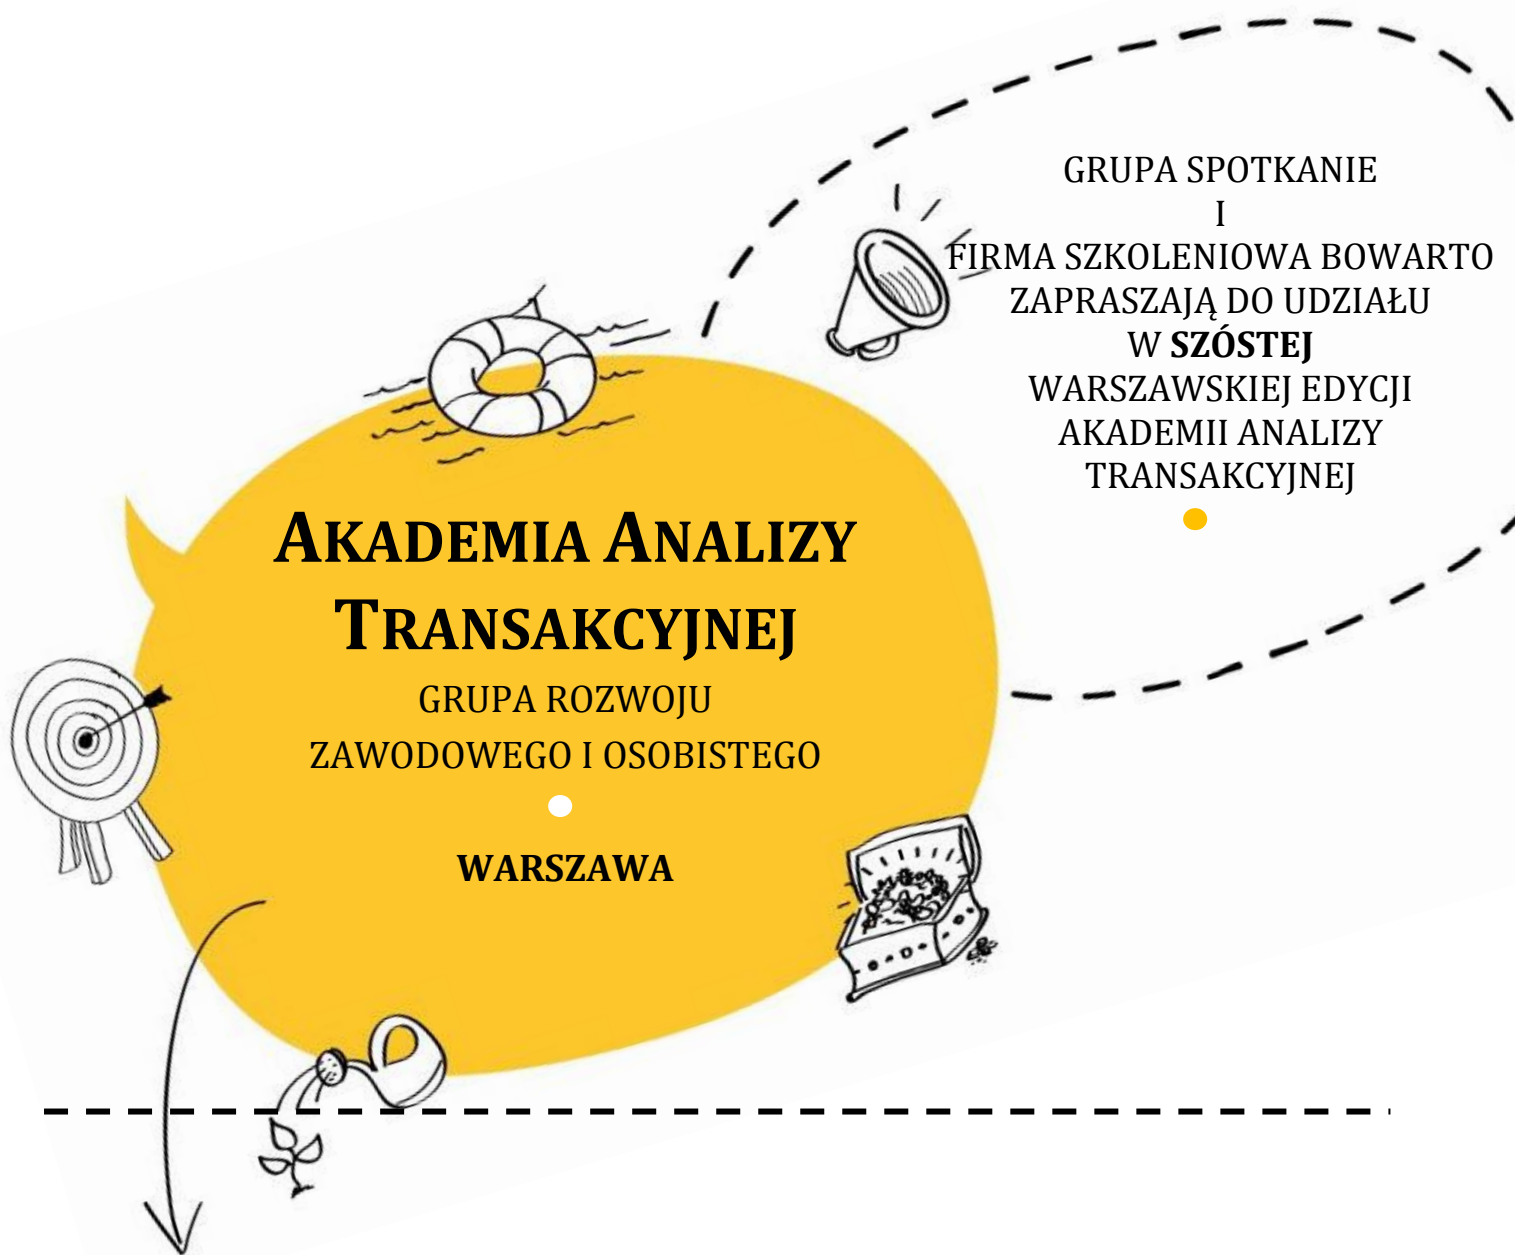 GRUPA SPOTKANIE
I
FIRMA SZKOLENIOWA BOWARTO
ZAPRASZAJĄ DO UDZIAŁU
W SZÓSTEJ
WARSZAWSKIEJ EDYCJI
AKADEMII ANALIZY
TRANSAKCYJNEJ
AKADEMIA ANALIZY
TRANSAKCYJNEJ
GRUPA ROZWOJU
ZAWODOWEGO I OSOBISTEGO
WARSZAWA